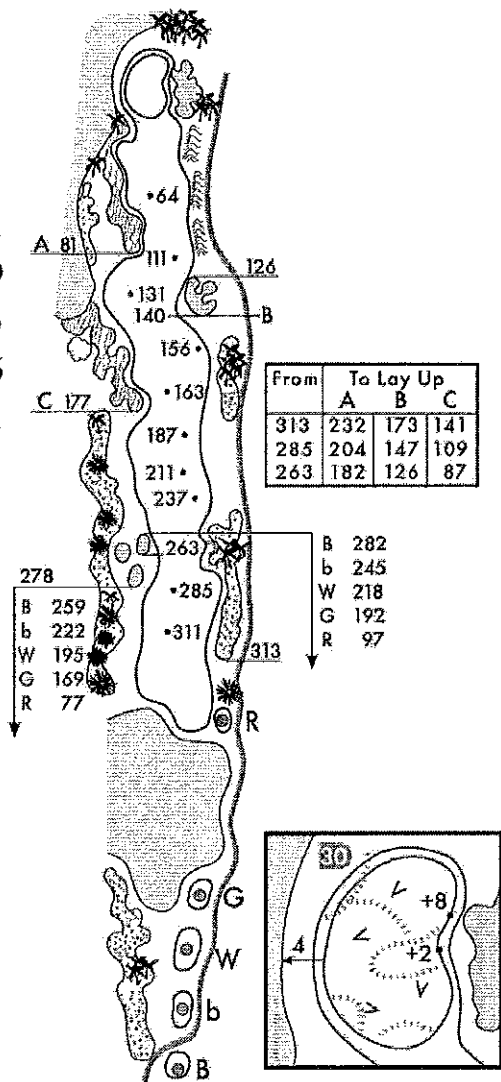 64
A 81
111
126
131
140 B
156
C 177
163
187
211
237
263
278
285
311
313
From To Lay Up
A B C
313 232 173 141
285 204 147 109
263 182 126 87
B 282
b 245
W 218
G 192
R 97
B 259
b 222
W 195
G 169
R 77
R
G
W
b
B
30
+8
4
+2